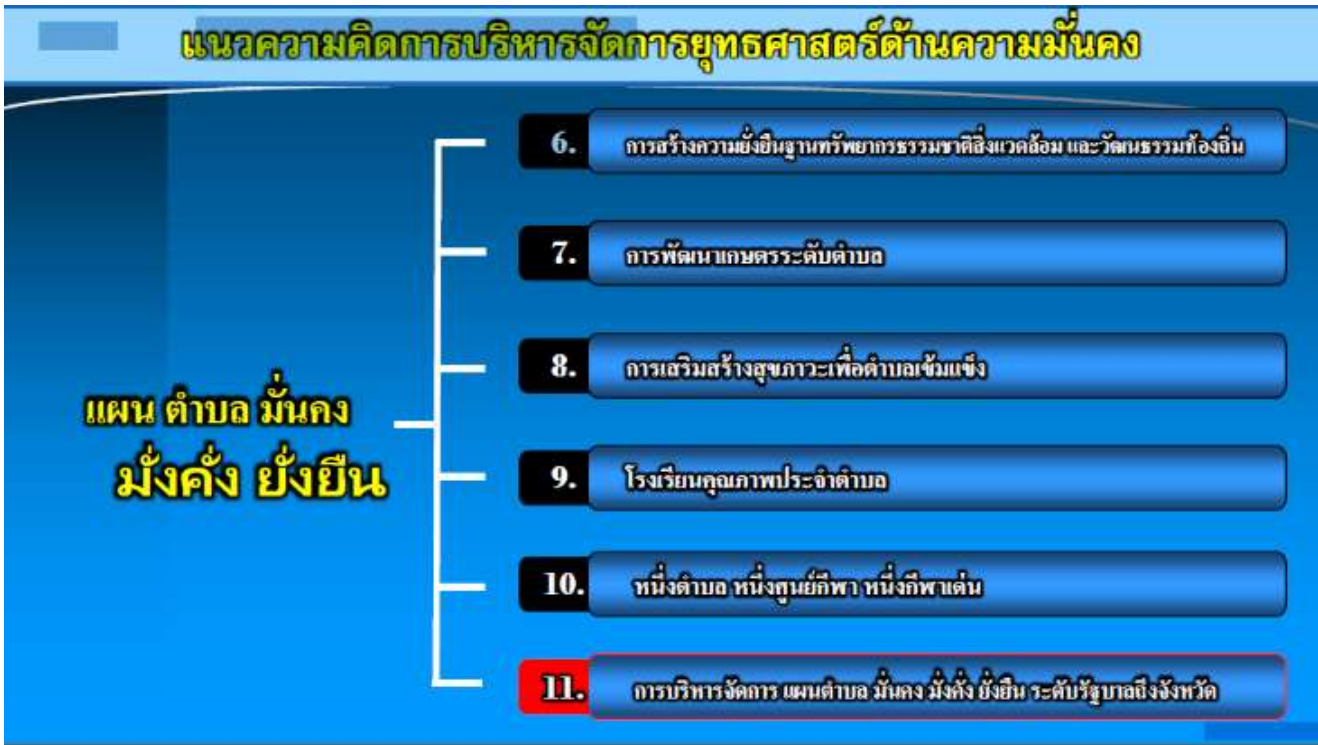 แนวความคิดการบริหารจัดการยุทธศาสตร์ด้านความมั่นคง
แผน ตำบล มั่นคง
มั่งคั่ง ยั่งยืน
6. การสร้างความยั่งยืนฐานทรัพยากรธรรมชาติสิ่งแวดล้อม และวัฒนธรรมท้องถิ่น
7. การพัฒนาเกษตรระดับตำบล
8. การเสริมสร้างสุขภาวะเพื่อตำบลเข้มแข็ง
9. โรงเรียนคุณภาพประจำตำบล
10. หนึ่งตำบล หนึ่งศูนย์กีฬา หนึ่งกีฬาเด่น
11. การบริหารจัดการ แผนตำบล มั่นคง มั่งคั่ง ยั่งยืน ระดับรัฐบาลถึงจังหวัด